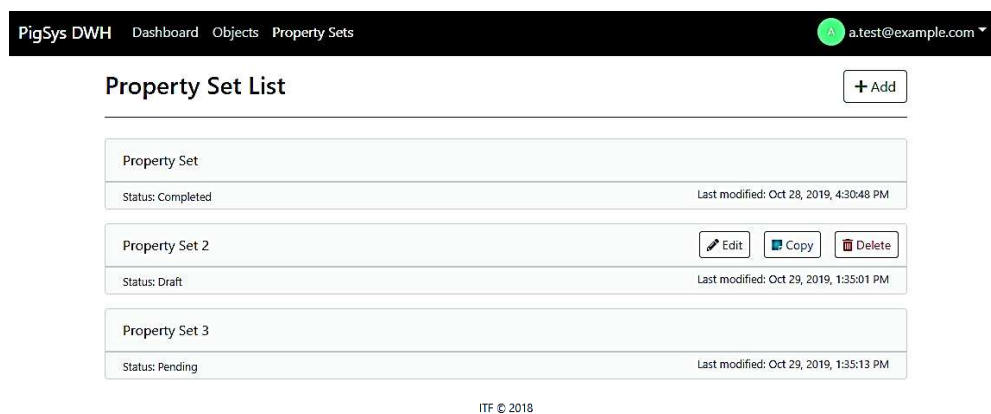 PigSys DWH Dashboard Objects Property Sets A a.test@example.com
Property Set List + Add
Property Set
Status: Completed Last modified: Oct 28, 2019, 4:30:48 PM
Property Set 2 Edit Copy Delete
Status: Draft Last modified: Oct 29, 2019, 1:35:01 PM
Property Set 3
Status: Pending Last modified: Oct 29, 2019, 1:35:13 PM
ITF © 2018